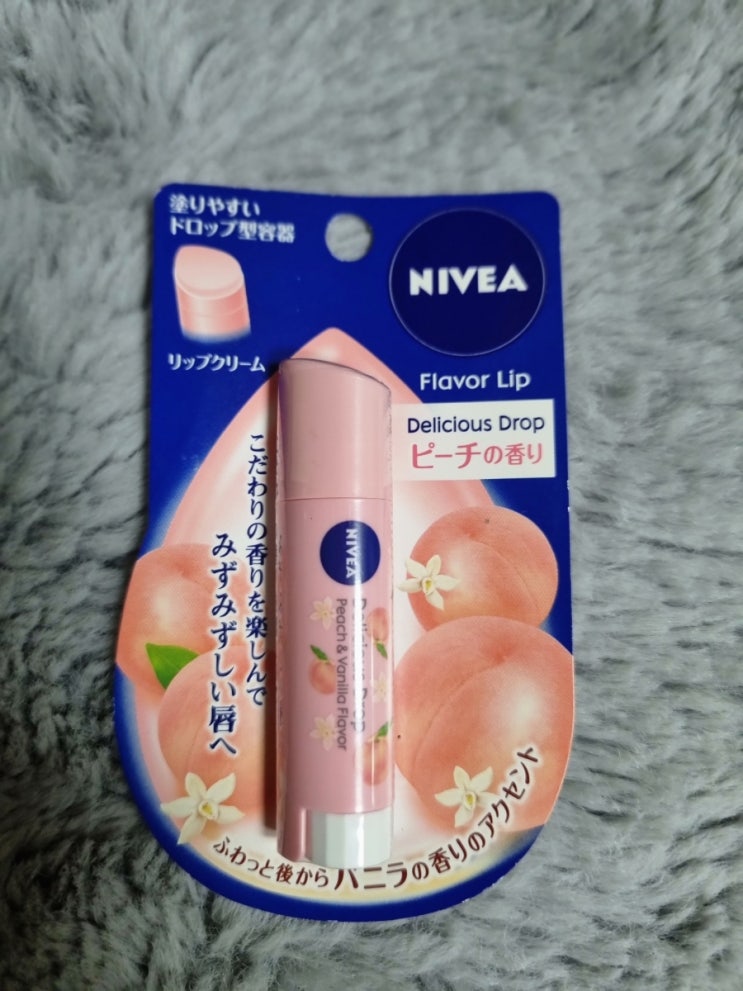 塗りやすい
ドロップ型容器
リップクリーム
NIVEA
Flavor Lip
Delicious Drop
ピーチの香り
こだわりの香りを楽しんで
みずみずしい唇へ
NIVEA
Delicious Drop
Peach & Vanilla Flavor
ふわっと後からバニラの香りのアクセント